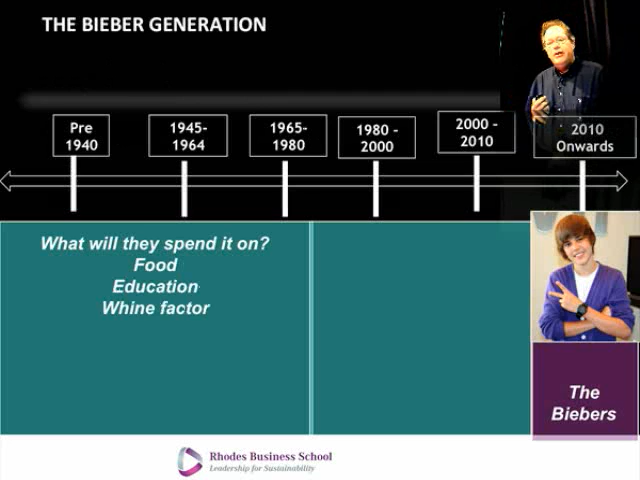 THE BIEBER GENERATION
Pre
1940
1945-
1964
1965-
1980
1980 -
2000
2000 -
2010
2010
Onwards
What will they spend it on?
Food
Education
Whine factor
The
Biebers
Rhodes Business School
Leadership for Sustainability